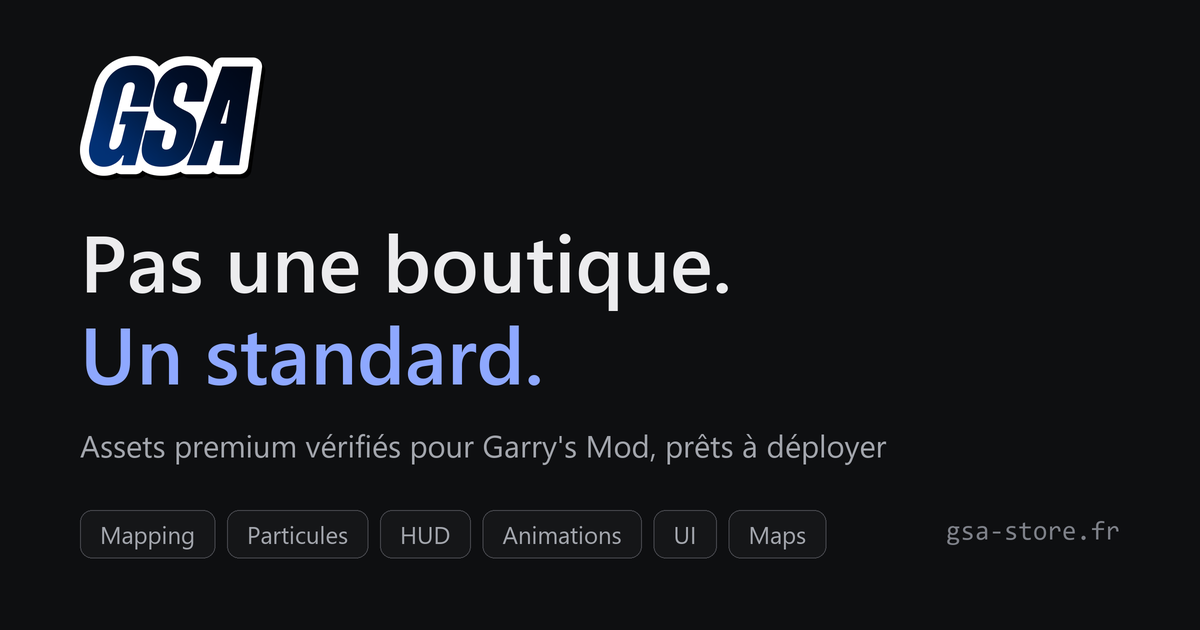 GSA
Pas une boutique.
Un standard.
Assets premium vérifiés pour Garry's Mod, prêts à déployer
Mapping Particules HUD Animations UI Maps gsa-store.fr